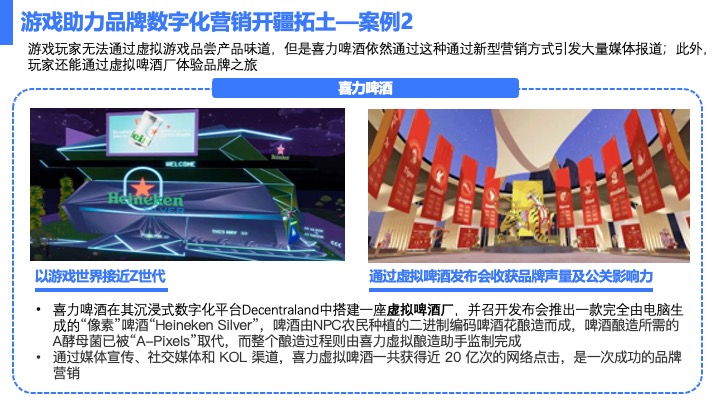 游戏助力品牌数字化营销开疆拓土—案例2
游戏玩家无法通过虚拟游戏品尝产品味道，但是喜力啤酒依然通过这种通过新型营销方式引发大量媒体报道；此外，
玩家还能通过虚拟啤酒厂体验品牌之旅
喜力啤酒
WELCOME
Heineken
Heineken
SILVER
以游戏世界接近Z世代
通过虚拟啤酒发布会收获品牌声量及公关影响力
• 喜力啤酒在其沉浸式数字化平台Decentraland中搭建一座虚拟啤酒厂，并召开发布会推出一款完全由电脑生
成的“像素”啤酒“Heineken Silver”，啤酒由NPC农民种植的二进制编码啤酒花酿造而成，啤酒酿造所需的
A酵母菌已被“A-Pixels”取代，而整个酿造过程则由喜力虚拟酿造助手监制完成
• 通过媒体宣传、社交媒体和 KOL 渠道，喜力虚拟啤酒一共获得近 20 亿次的网络点击，是一次成功的品牌
营销